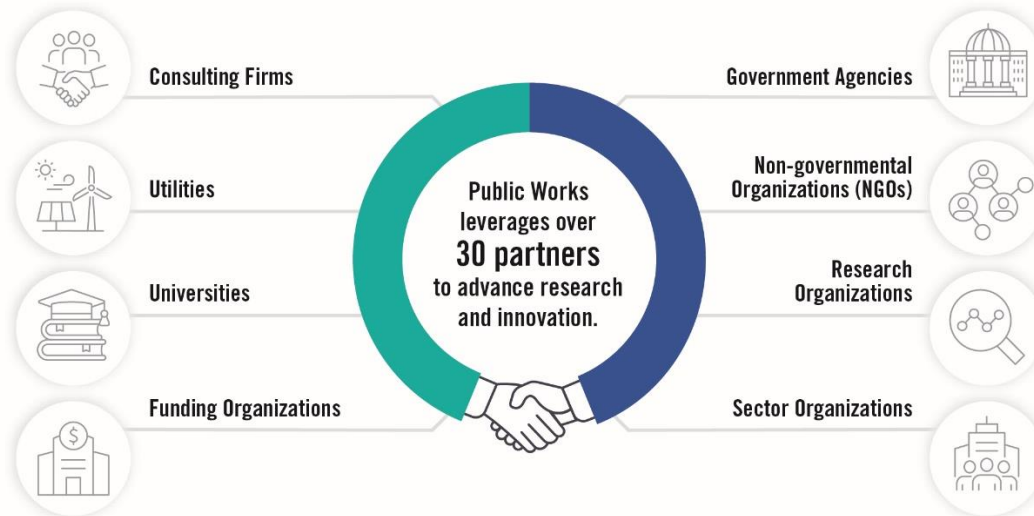 Consulting Firms
Utilities
Universities
Funding Organizations
Public Works
leverages over
30 partners
to advance research
and innovation.
Government Agencies
Non-governmental
Organizations (NGOs)
Research
Organizations
Sector Organizations
$